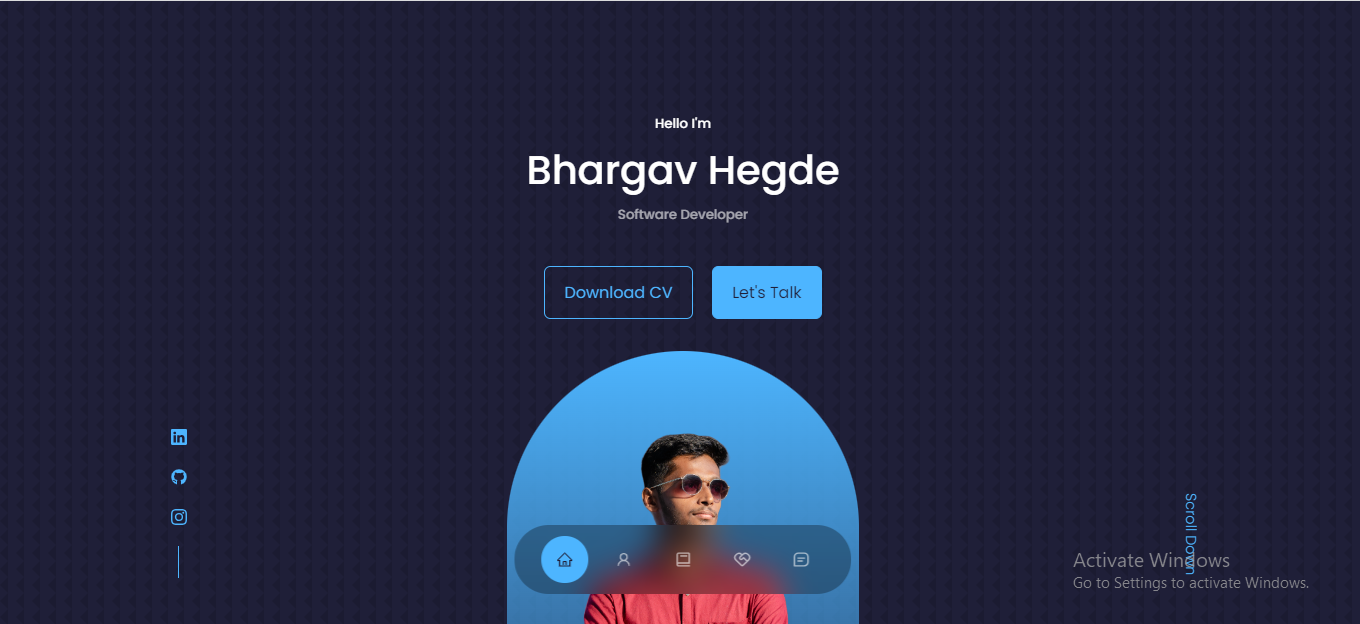 Hello I'm
Bhargav Hegde
Software Developer
Download CV
Let's Talk
in
Scroll Down
Activate Windows
Go to Settings to activate Windows.